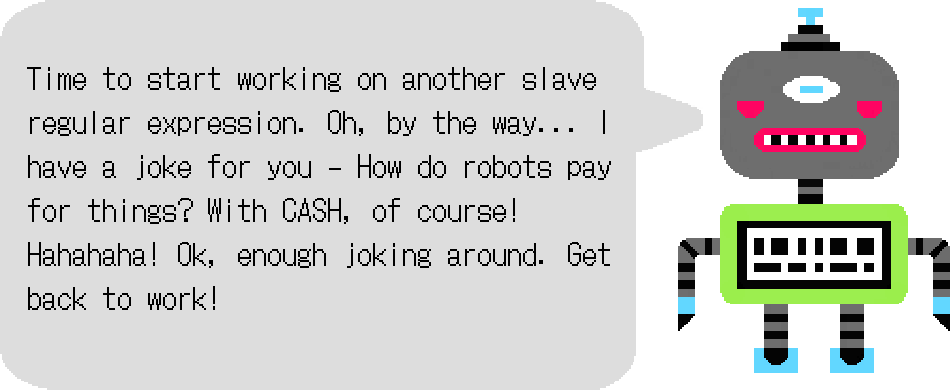 Time to start working on another slave
regular expression. Oh, by the way... I
have a joke for you - How do robots pay
for things? With CASH, of course!
Hahahaha! Ok, enough joking around. Get
back to work!